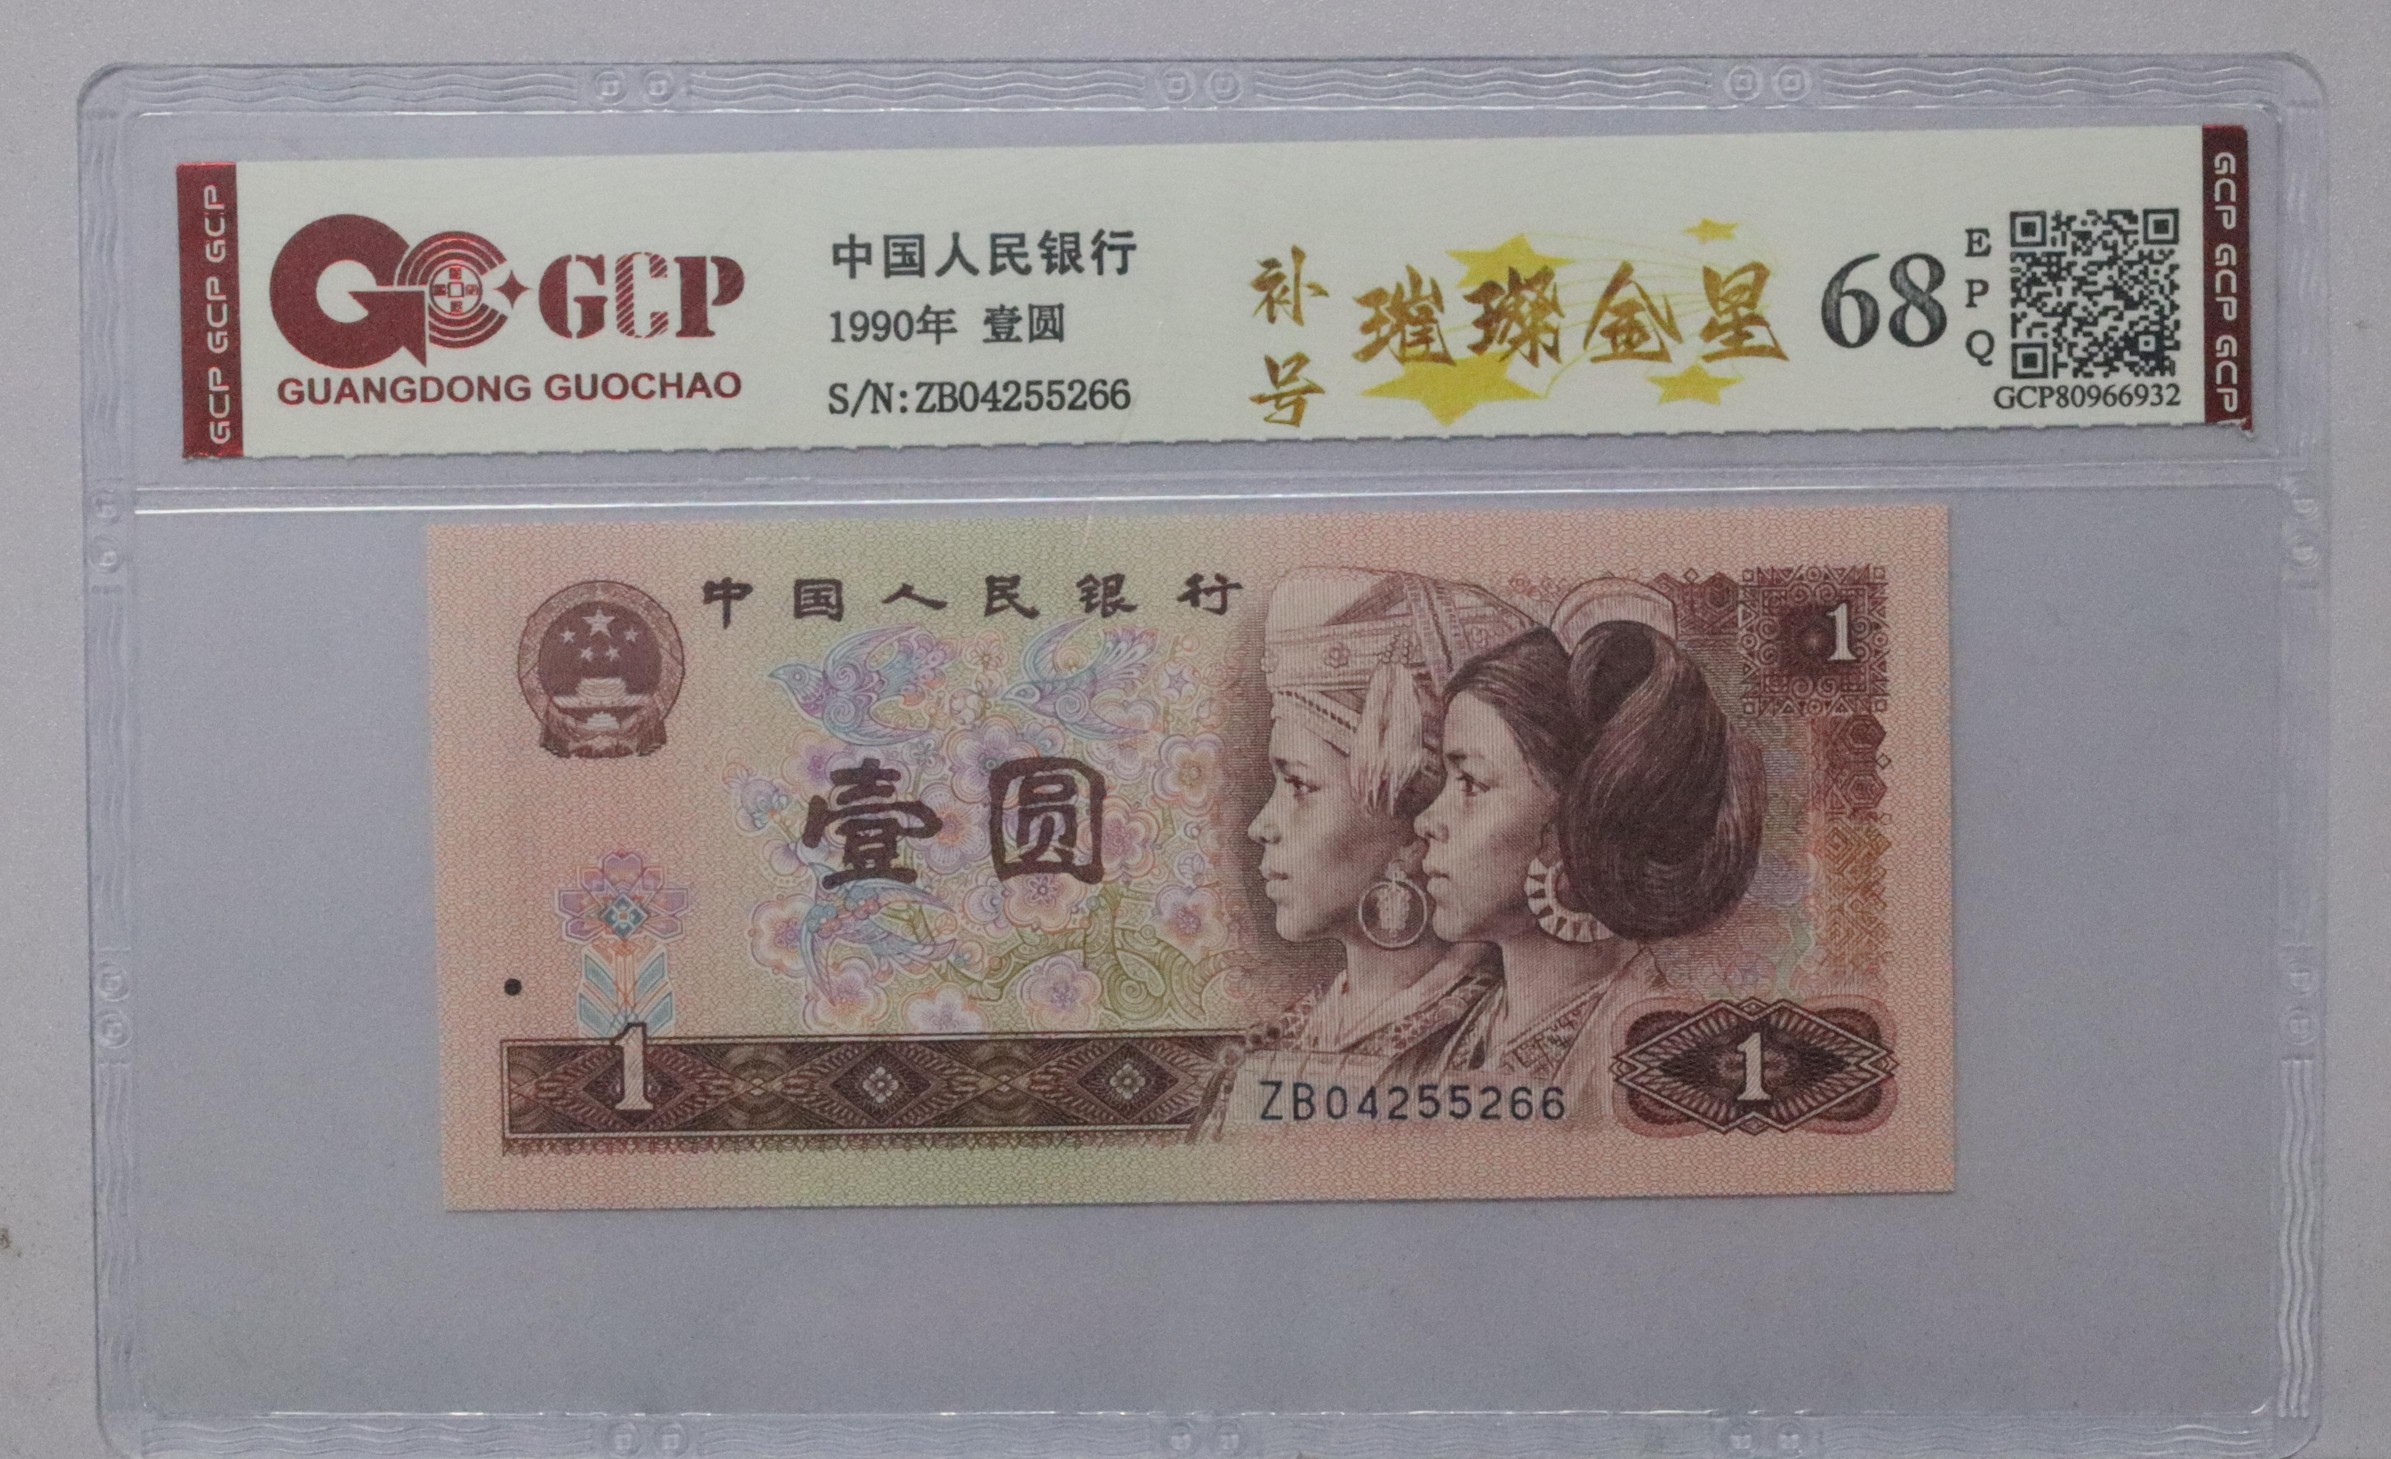 GCP GCP GCP
GCP
GUANGDONG GUOCHAO
中国人民银行
1990年 壹圆
S/N:ZB04255266
补号
璀璨金星
68
EPQ
GCP80966932
GCP GCP GCP
中国人民银行
壹圆
1
1
1
ZB04255266